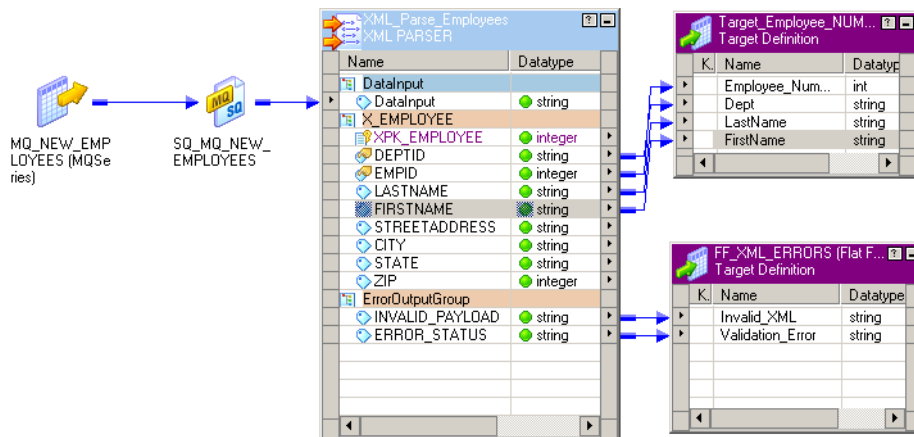 MQ_NEW_EMP
LOYEES (MQSe
ries)
MQ
SQ
SQ_MQ_NEW_
EMPLOYEES
XML_Parse_Employees
XML PARSER
Name Datatype
DataInput
DataInput string
X_EMPLOYEE
XPK_EMPLOYEE integer
DEPTID string
EMPID integer
LASTNAME string
FIRSTNAME string
STREETADDRESS string
CITY string
STATE string
ZIP integer
ErrorOutputGroup
INVALID_PAYLOAD string
ERROR_STATUS string
Target_Employee_NUM...
Target Definition
K. Name Datatyp
Employee_Num... int
Dept string
LastName string
FirstName string
FF_XML_ERRORS (Flat F...
Target Definition
K. Name Datatype
Invalid_XML string
Validation_Error string